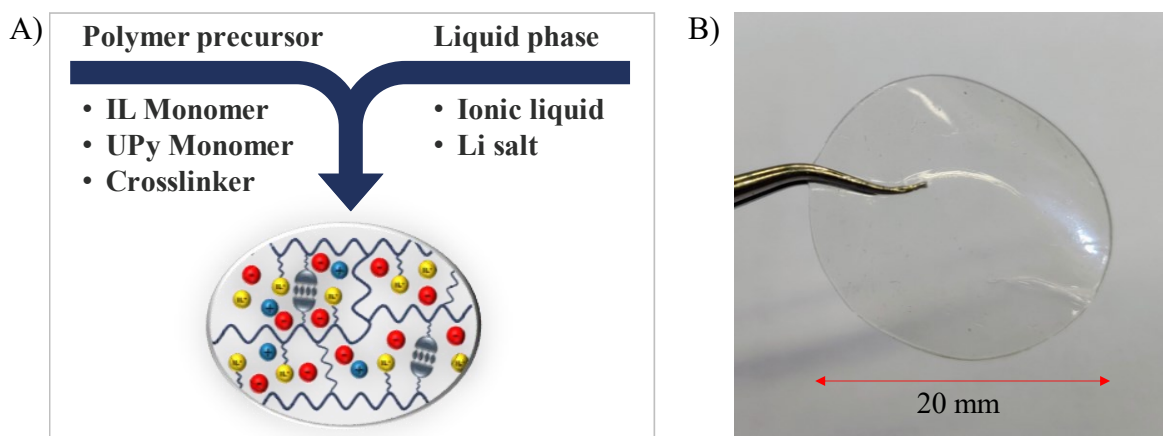 A)
Polymer precursor
Liquid phase
• IL Monomer
• UPy Monomer
• Crosslinker
• Ionic liquid
• Li salt
B)
20 mm